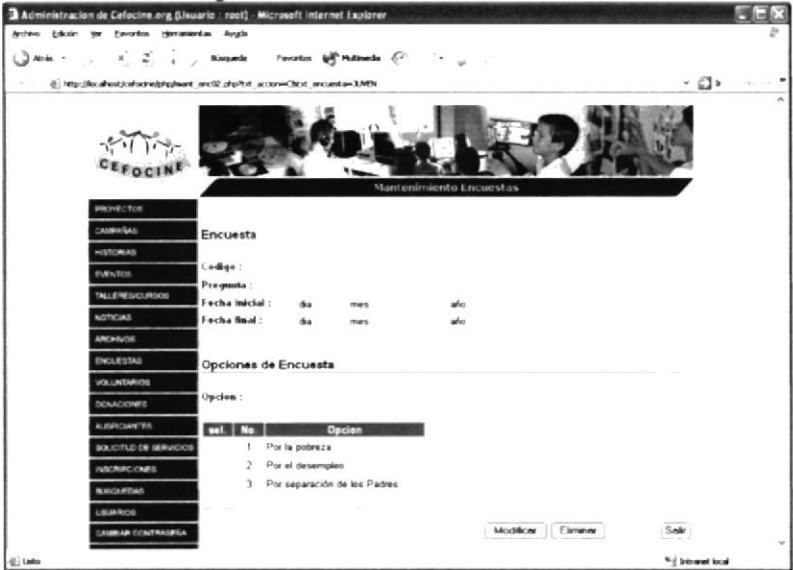 Administracion de Cefocine.org (Usuario : root) - Microsoft Internet Explorer
Archivo Edición Ver Favoritos Herramientas Ayuda
Atrás Búsqueda Favoritos Multimedia
CEFOCINE
Mantenimiento Encuestas
PROYECTOS
CAMPAÑAS
HISTORIAS
EVENTOS
TALLERES/CURSOS
NOTICIAS
ARCHIVOS
ENCUESTAS
VOLUNTARIOS
DONACIONES
AUSPICIANTES
SOLICITUD DE SERVICIOS
INSCRIPCIONES
BUSQUEDAS
USUARIOS
CAMBIAR CONTRASEÑA
Encuesta
Codigo :
Pregunta :
Fecha inicial : dia mes año
Fecha final : dia mes año
Opciones de Encuesta
Opcion :
sel. No. Opcion
1 Por la pobreza
2 Por el desempleo
3 Por separación de los Padres
Modificar Eliminar Salir
Listo Intranet local